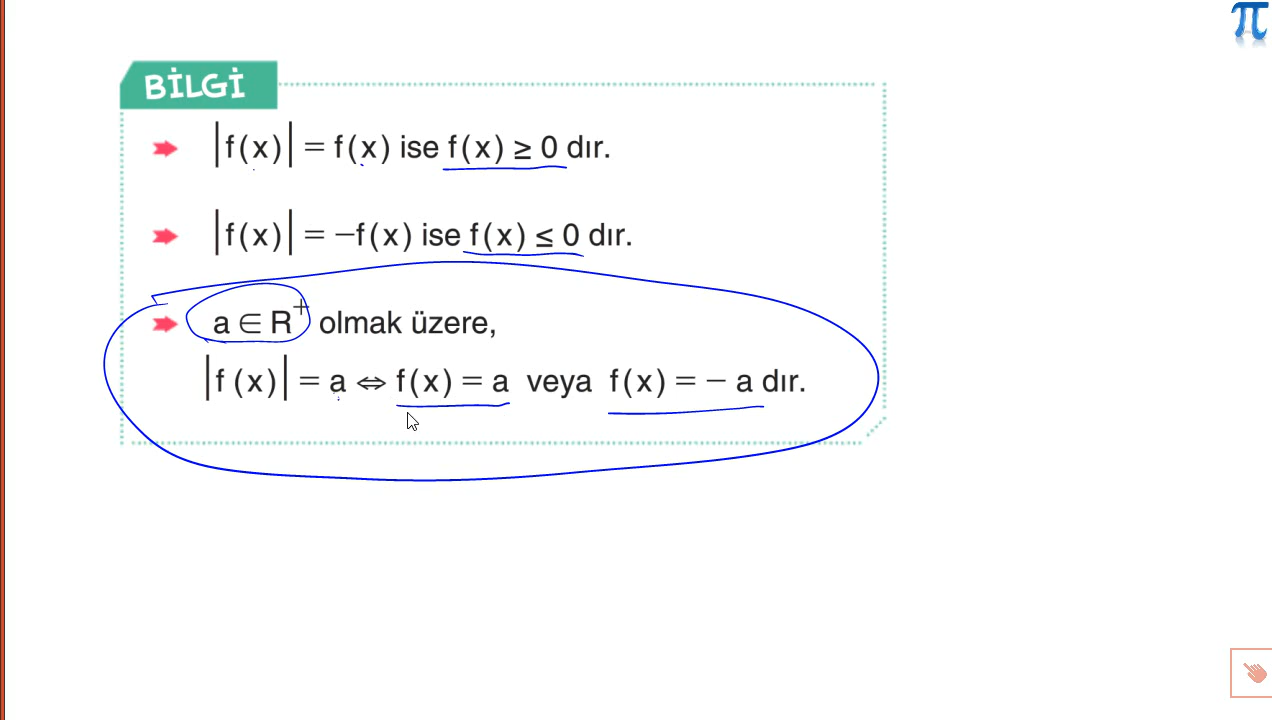 π
BİLGİ
|f(x)| = f(x) ise f(x) ≥ 0 dır.
|f(x)| = −f(x) ise f(x) ≤ 0 dır.
a ∈ R⁺ olmak üzere,
|f (x)| = a ⇔ f(x) = a veya f(x) = − a dır.